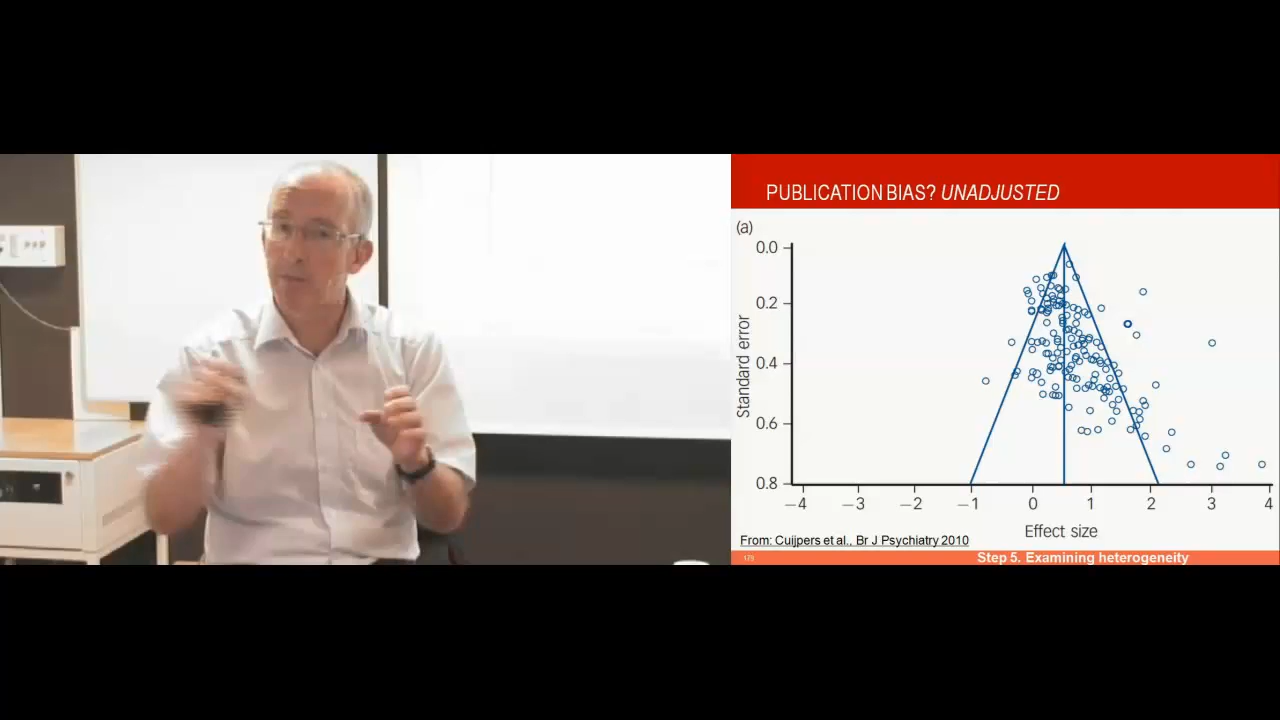 PUBLICATION BIAS? UNADJUSTED
(a)
0.0
0.2
0.4
0.6
0.8
Standard error
−4 −3 −2 −1 0 1 2 3 4
Effect size
From: Cuijpers et al., Br J Psychiatry 2010
Step 5. Examining heterogeneity